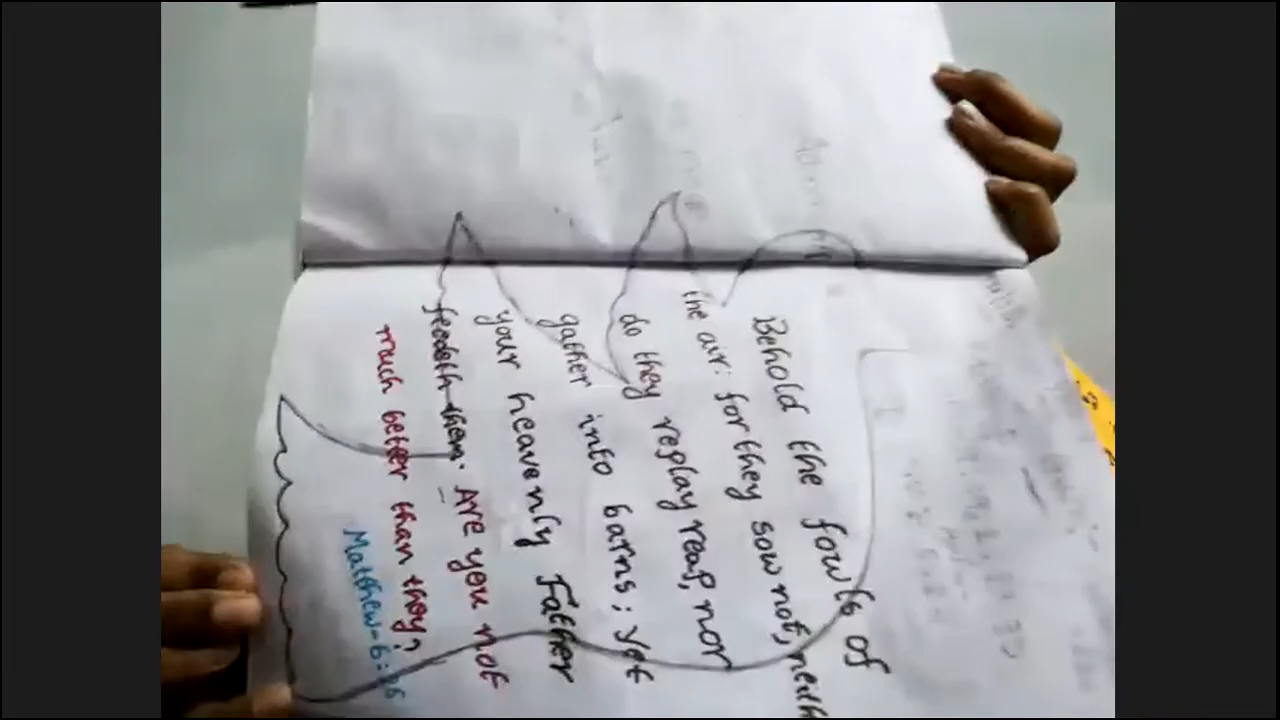 Behold the fowls of
the air: for they sow not, neith
do they replay reap, nor
gather into barns; yet
your heavenly Father
feedeth them. Are you not
much better than they?
Matthew-6:26